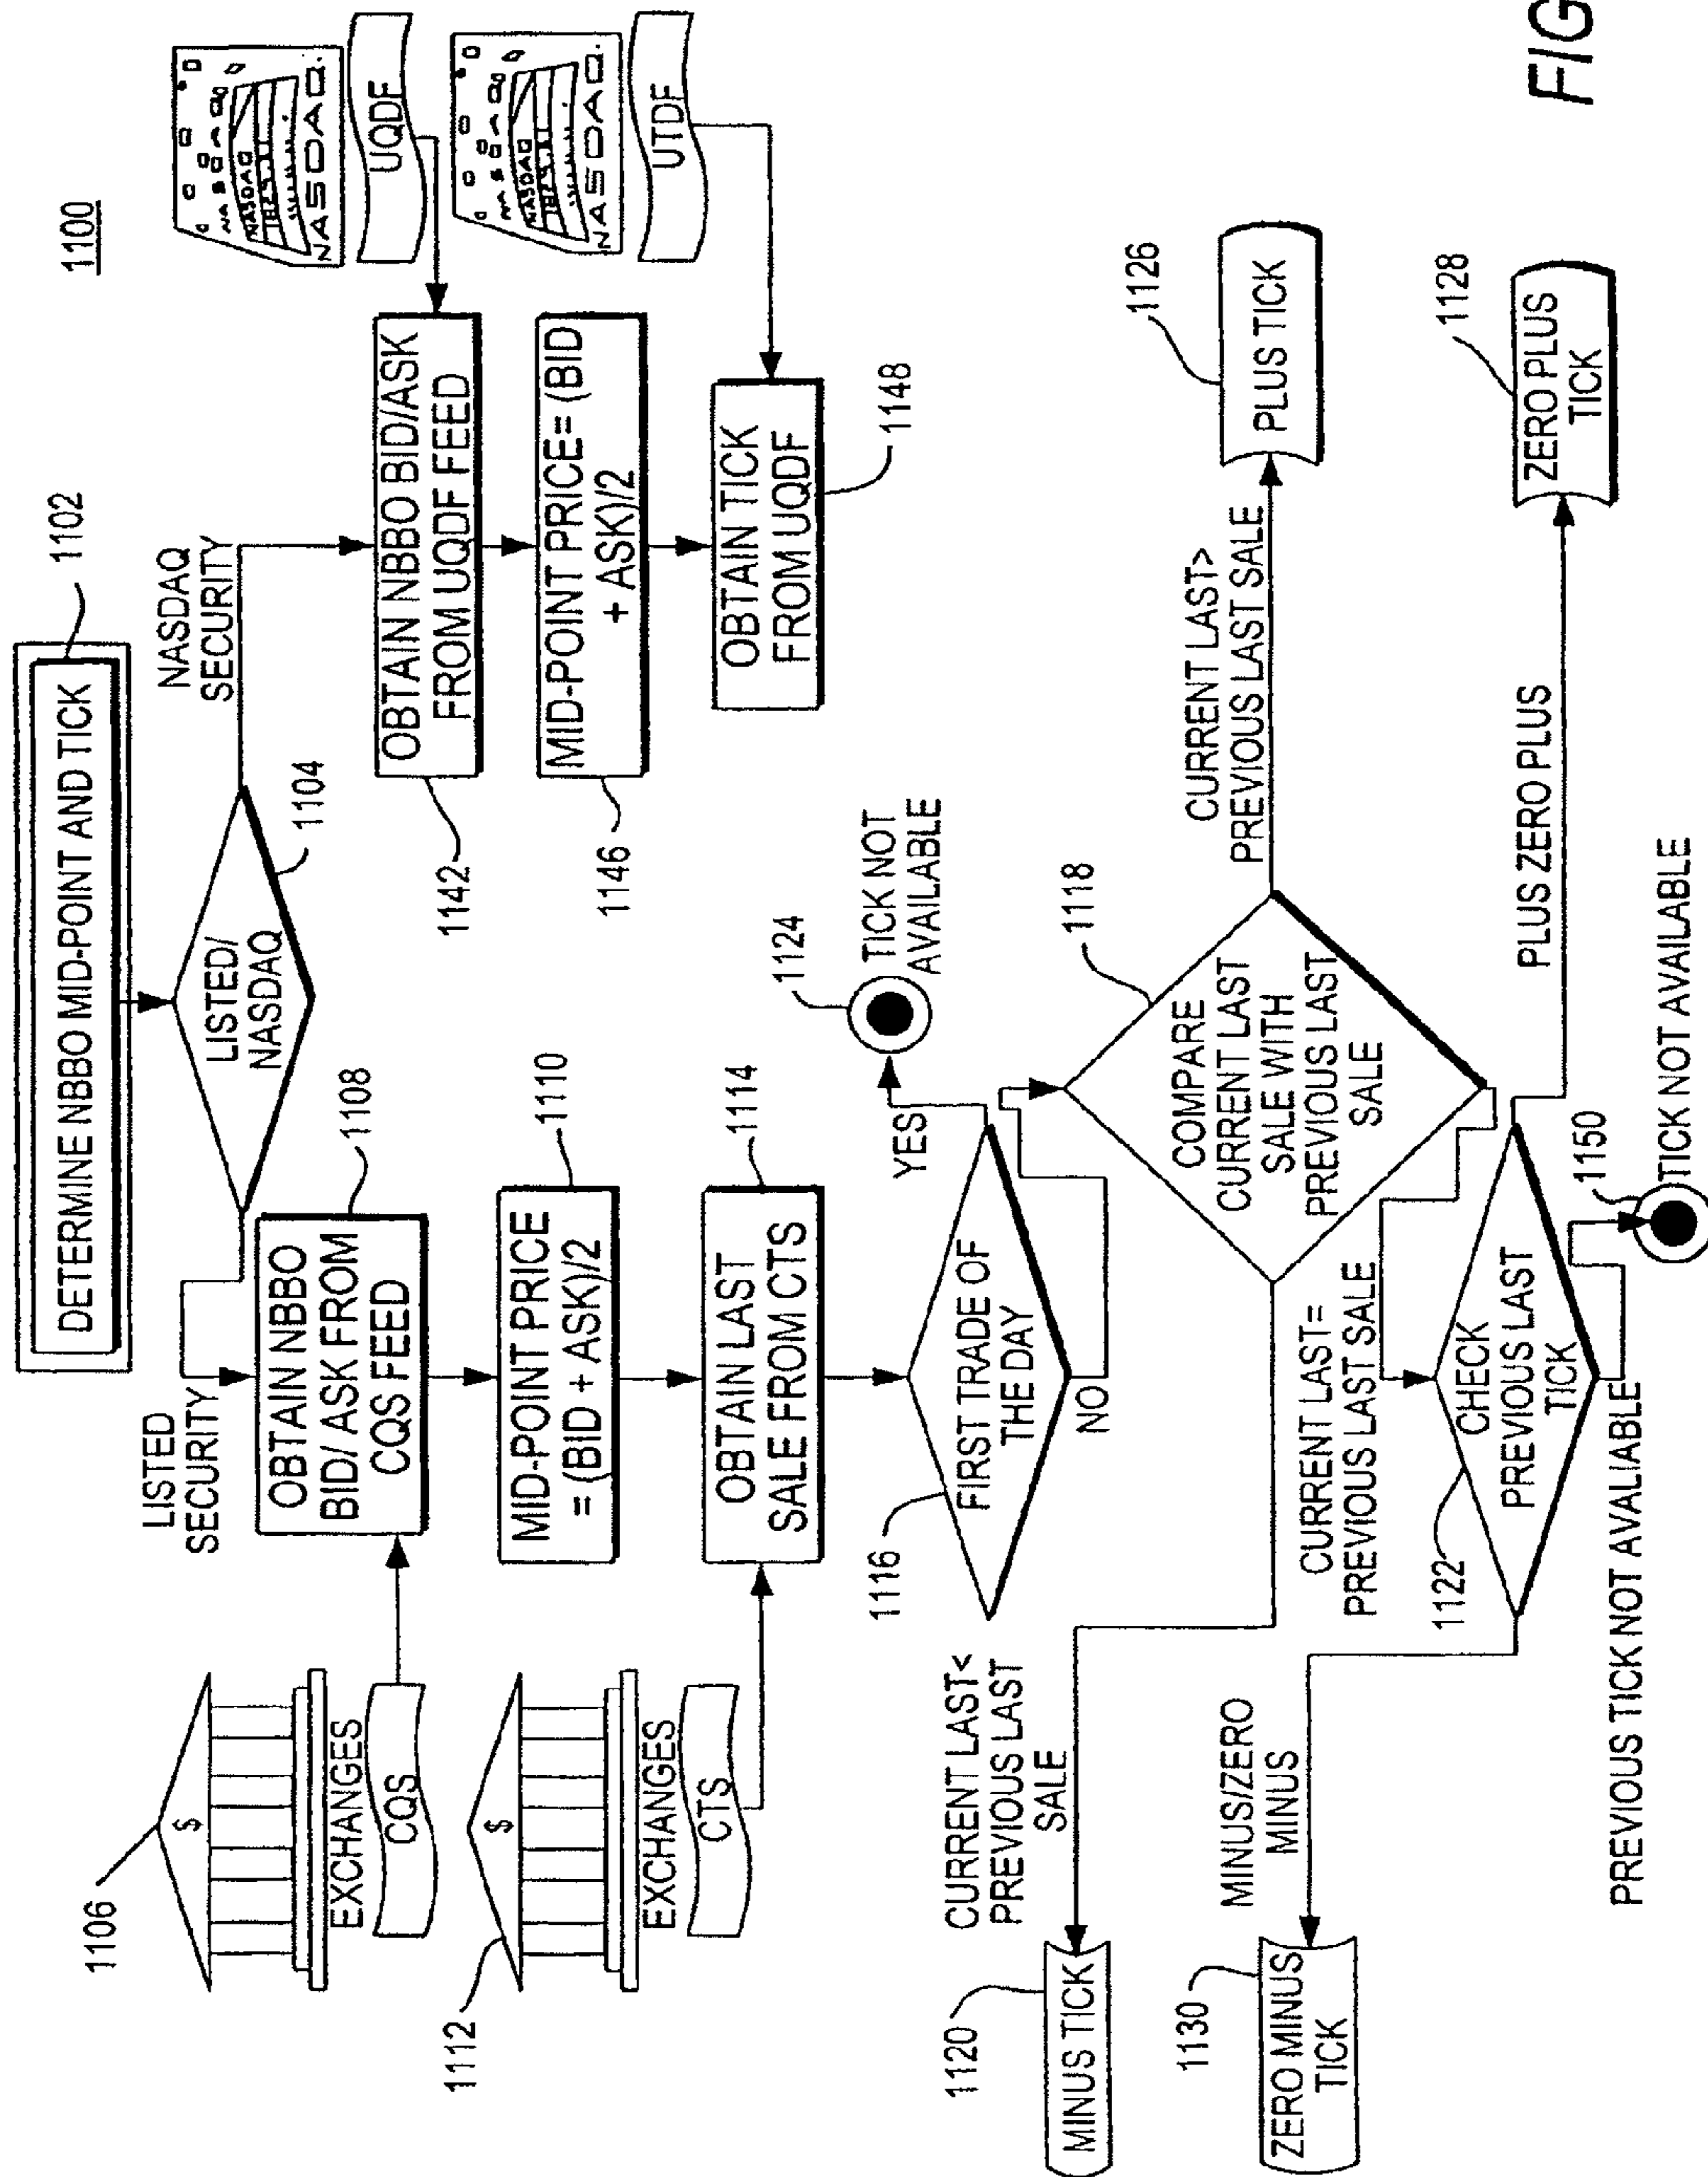 1100
DETERMINE NBBO MID-POINT AND TICK
1102
LISTED/
NASDAQ
1104
LISTED
SECURITY
NASDAQ
SECURITY
1106
$
EXCHANGES
CQS
OBTAIN NBBO
BID/ ASK FROM
CQS FEED
1108
MID-POINT PRICE
= (BID + ASK)/2
1110
1112
$
EXCHANGES
CTS
OBTAIN LAST
SALE FROM CTS
1114
NASDAQ
NASDAQ
NASDAQ.
UQDF
OBTAIN NBBO BID/ASK
FROM UQDF FEED
1142
MID-POINT PRICE= (BID
+ ASK)/2
1146
NASDAQ
NASDAQ
NASDAQ.
UTDF
OBTAIN TICK
FROM UQDF
1148
1116
FIRST TRADE OF
THE DAY
YES
NO
1124
TICK NOT
AVAILABLE
1118
COMPARE
CURRENT LAST
SALE WITH
PREVIOUS LAST
SALE
CURRENT LAST<
PREVIOUS LAST
SALE
1120
MINUS TICK
CURRENT LAST>
PREVIOUS LAST SALE
1126
PLUS TICK
CURRENT LAST=
PREVIOUS LAST SALE
1122
CHECK
PREVIOUS LAST
TICK
MINUS/ZERO
MINUS
1130
ZERO MINUS
TICK
PLUS ZERO PLUS
1128
ZERO PLUS
TICK
PREVIOUS TICK NOT AVALIABLE
1150
TICK NOT AVAILABLE
FIG